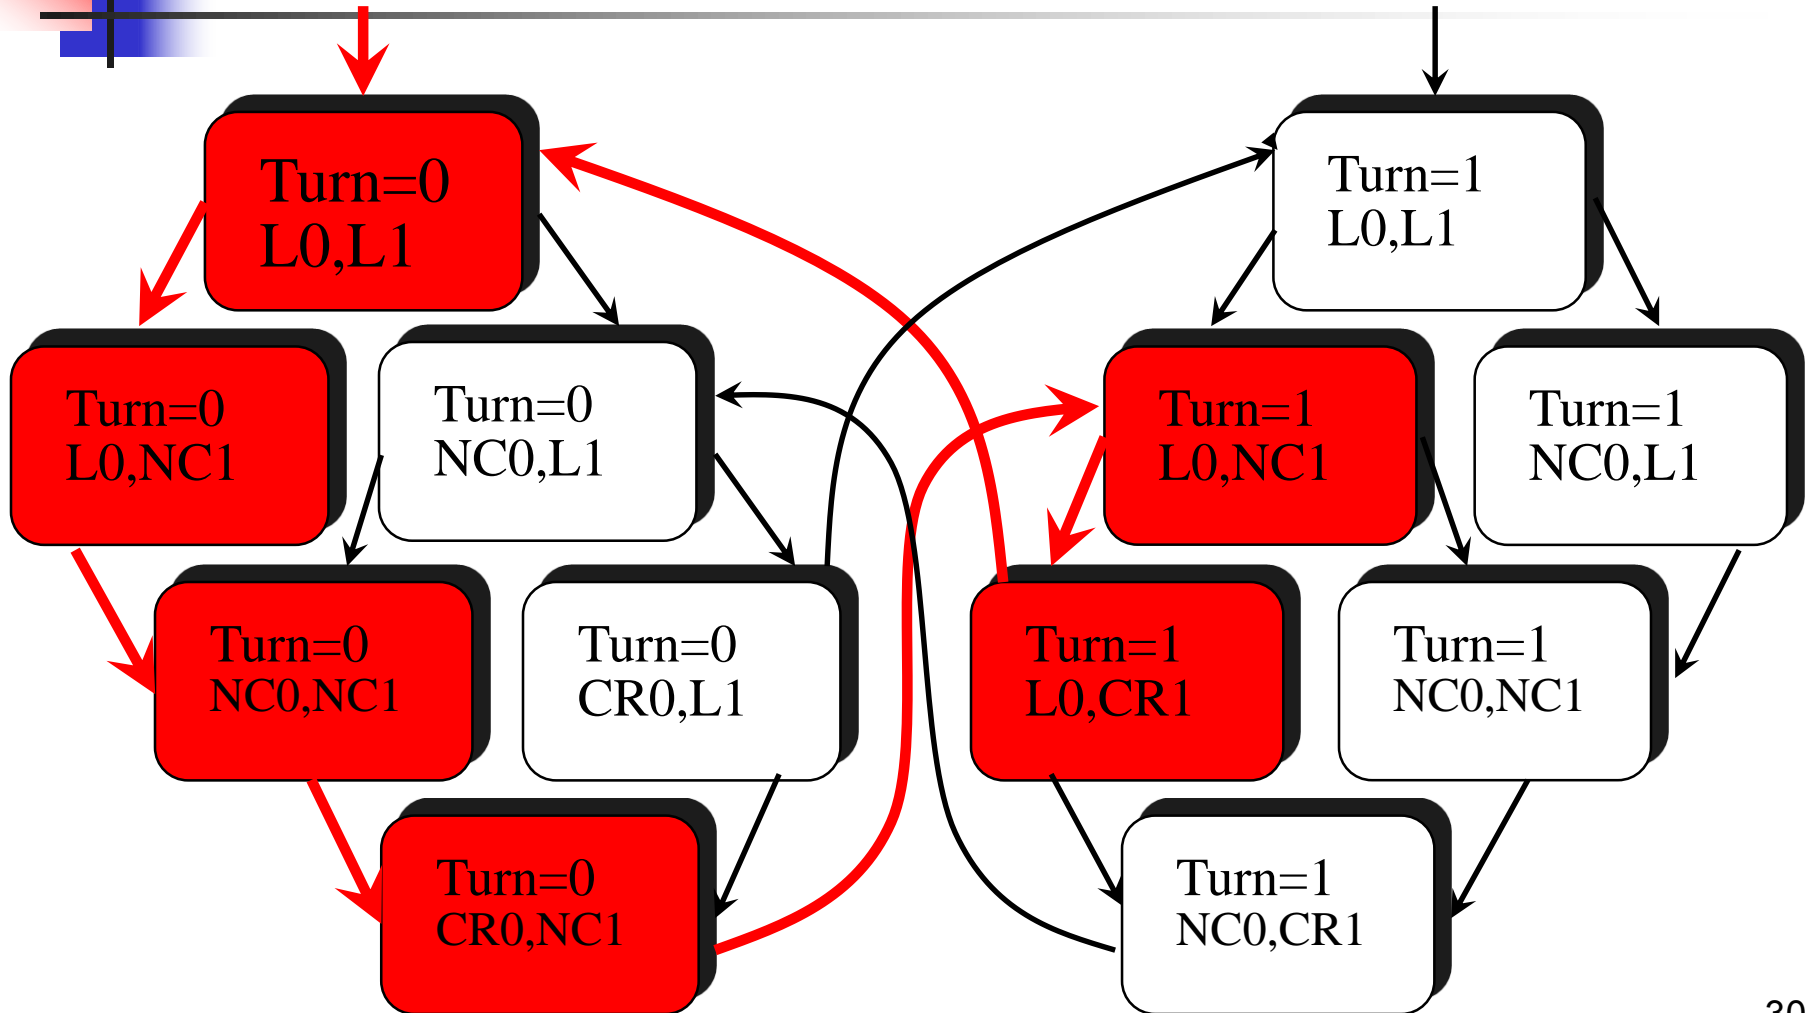 Turn=0
L0,L1
Turn=1
L0,L1
Turn=0
L0,NC1
Turn=0
NC0,L1
Turn=1
L0,NC1
Turn=1
NC0,L1
Turn=0
NC0,NC1
Turn=0
CR0,L1
Turn=1
L0,CR1
Turn=1
NC0,NC1
Turn=0
CR0,NC1
Turn=1
NC0,CR1
30